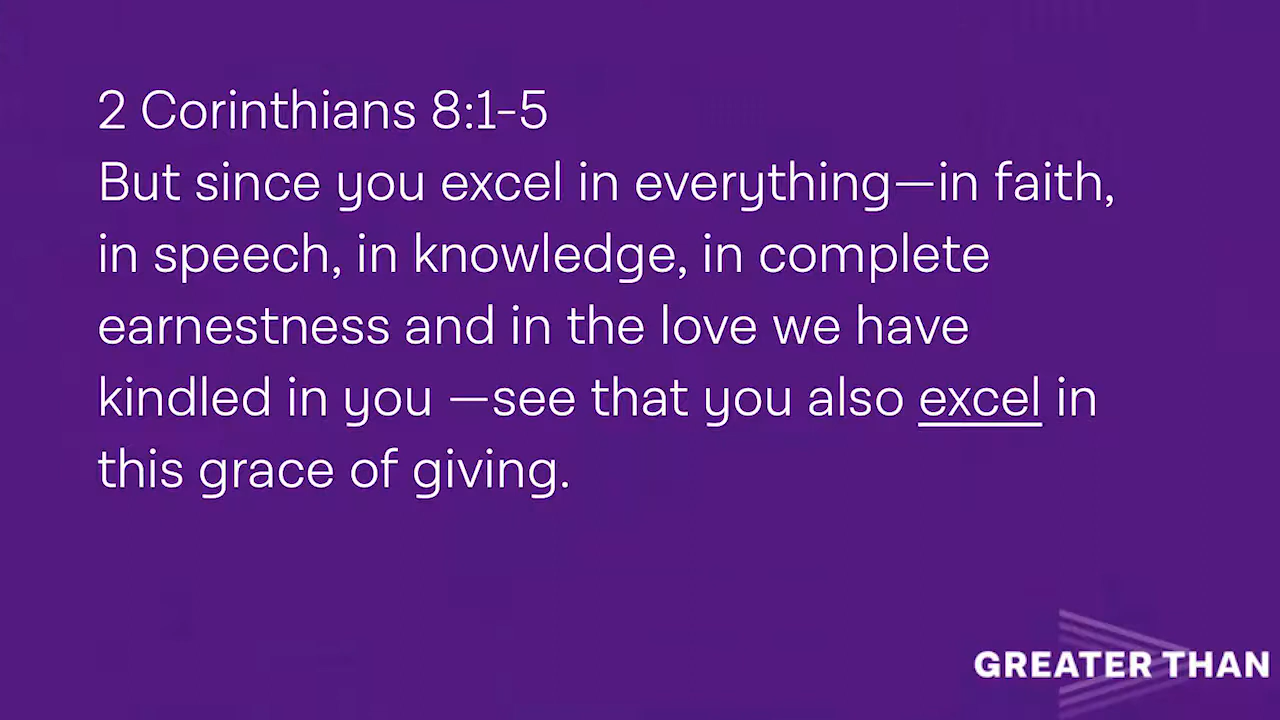 2 Corinthians 8:1-5
But since you excel in everything—in faith,
in speech, in knowledge, in complete
earnestness and in the love we have
kindled in you —see that you also excel in
this grace of giving.
GREATER THAN